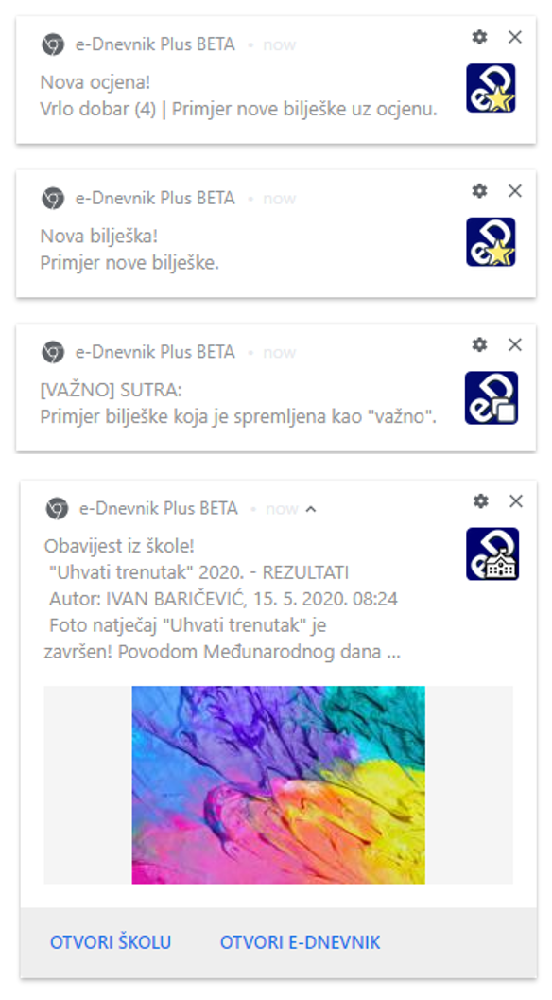 e-Dnevnik Plus BETA • now
Nova ocjena!
Vrlo dobar (4) | Primjer nove bilješke uz ocjenu.
e-Dnevnik Plus BETA • now
Nova bilješka!
Primjer nove bilješke.
e-Dnevnik Plus BETA • now
[VAŽNO] SUTRA:
Primjer bilješke koja je spremljena kao "važno".
e-Dnevnik Plus BETA • now
Obavijest iz škole!
"Uhvati trenutak" 2020. - REZULTATI
Autor: IVAN BARIČEVIĆ, 15. 5. 2020. 08:24
Foto natječaj "Uhvati trenutak" je
završen! Povodom Međunarodnog dana ...
OTVORI ŠKOLU OTVORI E-DNEVNIK